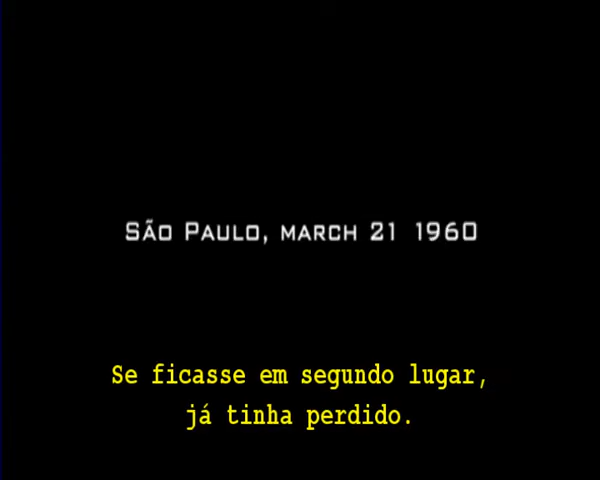 São Paulo, march 21 1960
Se ficasse em segundo lugar,
já tinha perdido.